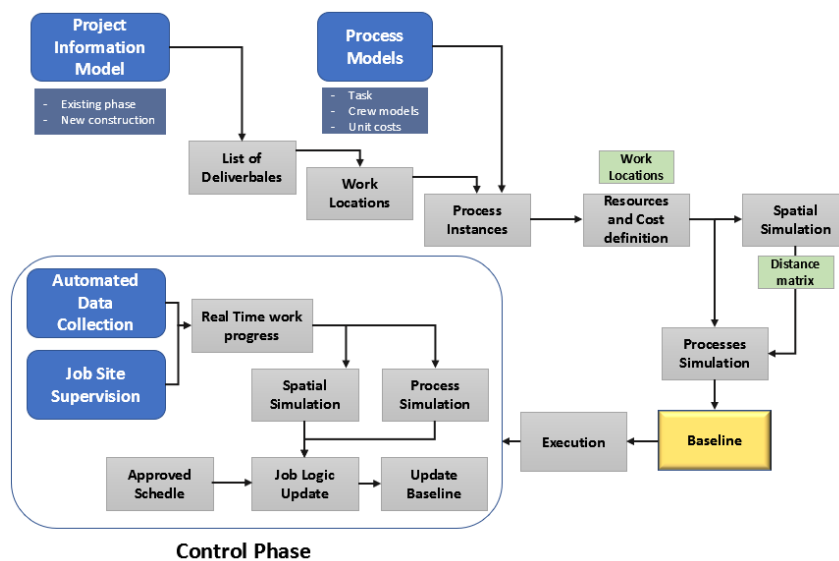 Project
Information
Model
Process
Models
- Existing phase
- New construction
- Task
- Crew models
- Unit costs
List of
Deliverbales
Work
Locations
Process
Instances
Work
Locations
Resources
and Cost
definition
Spatial
Simulation
Distance
matrix
Processes
Simulation
Baseline
Execution
Automated
Data
Collection
Job Site
Supervision
Real Time work
progress
Spatial
Simulation
Process
Simulation
Approved
Schedle
Job Logic
Update
Update
Baseline
Control Phase